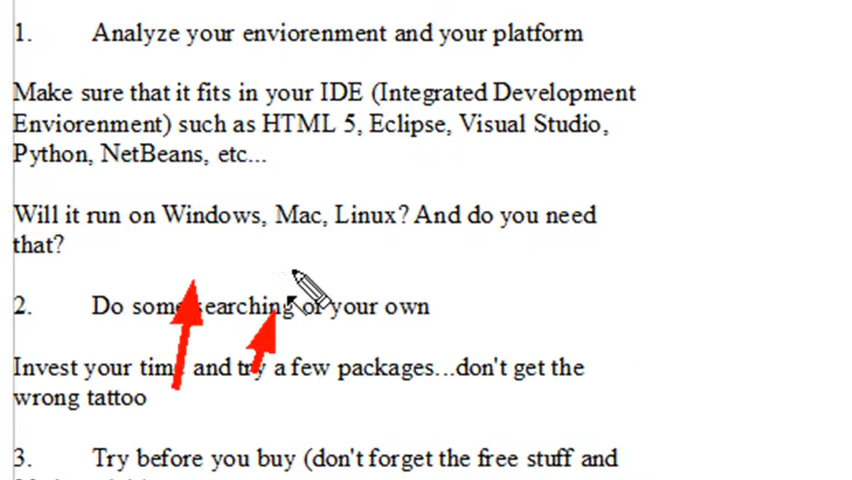 1. Analyze your enviorenment and your platform
Make sure that it fits in your IDE (Integrated Development
Enviorenment) such as HTML 5, Eclipse, Visual Studio,
Python, NetBeans, etc...
Will it run on Windows, Mac, Linux? And do you need
that?
2. Do some searching of your own
Invest your time and try a few packages...don't get the
wrong tattoo
3. Try before you buy (don't forget the free stuff and